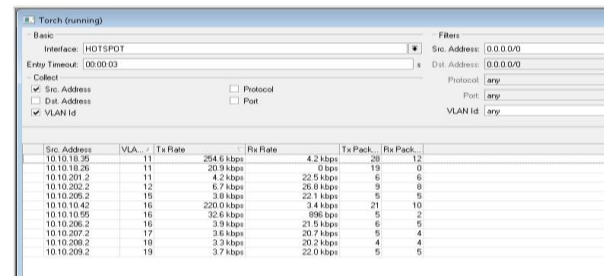 Torch (running)
Basic
Interface: HOTSPOT
Entry Timeout: 00:00:03 s
Collect
Src. Address Protocol
Dst. Address Port
VLAN Id
Filters
Src. Address: 0.0.0.0/0
Dst. Address: 0.0.0.0/0
Protocol: any
Port: any
VLAN Id: any
Src. Address VLA... Tx Rate Rx Rate Tx Pack... Rx Pack...
10.10.18.35 11 254.6 kbps 4.2 kbps 28 12
10.10.18.26 11 20.9 kbps 0 bps 19 0
10.10.201.2 11 4.2 kbps 22.5 kbps 6 6
10.10.202.2 12 6.7 kbps 26.8 kbps 9 8
10.10.205.2 15 3.8 kbps 22.1 kbps 5 5
10.10.10.42 16 220.0 kbps 3.4 kbps 21 10
10.10.10.55 16 32.6 kbps 896 bps 5 2
10.10.206.2 16 3.9 kbps 21.5 kbps 6 5
10.10.207.2 17 3.6 kbps 20.7 kbps 5 4
10.10.208.2 18 3.3 kbps 20.2 kbps 4 4
10.10.209.2 19 3.7 kbps 22.0 kbps 5 5